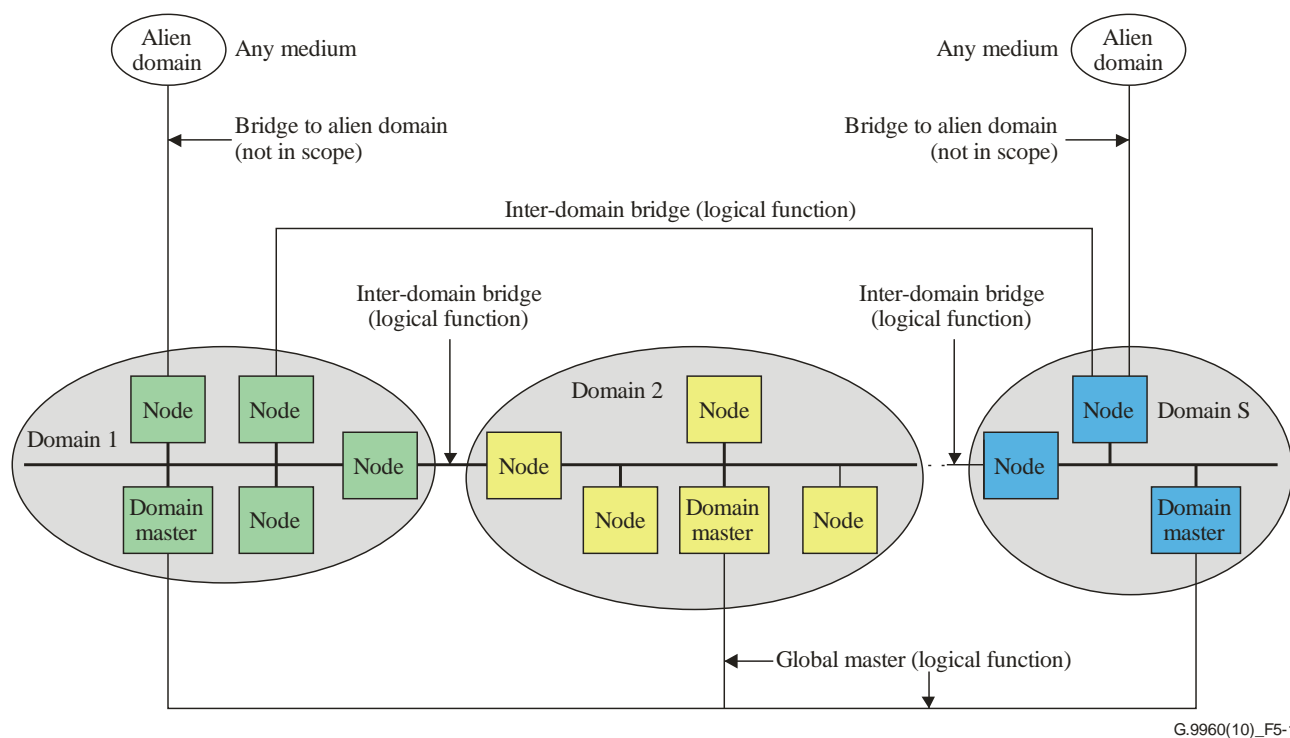 Alien
domain
Any medium
Any medium
Alien
domain
Bridge to alien domain
(not in scope)
Bridge to alien domain
(not in scope)
Inter-domain bridge (logical function)
Inter-domain bridge
(logical function)
Inter-domain bridge
(logical function)
Domain 1
Node
Node
Node
Domain
master
Node
Domain 2
Node
Node
Node
Domain
master
Node
Domain S
Node
Node
Domain
master
Global master (logical function)
G.9960(10)_F5-